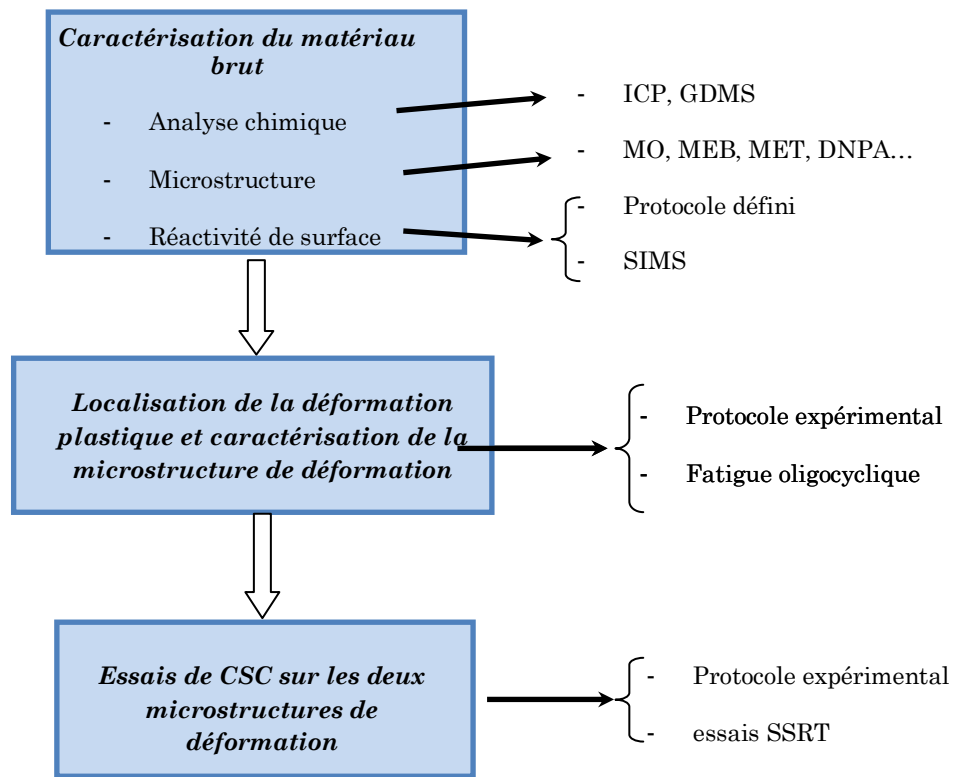 Caractérisation du matériau
brut
- Analyse chimique
- Microstructure
- Réactivité de surface
- ICP, GDMS
- MO, MEB, MET, DNPA…
- Protocole défini
- SIMS
Localisation de la déformation
plastique et caractérisation de la
microstructure de déformation
- Protocole expérimental
- Fatigue oligocyclique
Essais de CSC sur les deux
microstructures de
déformation
- Protocole expérimental
- essais SSRT